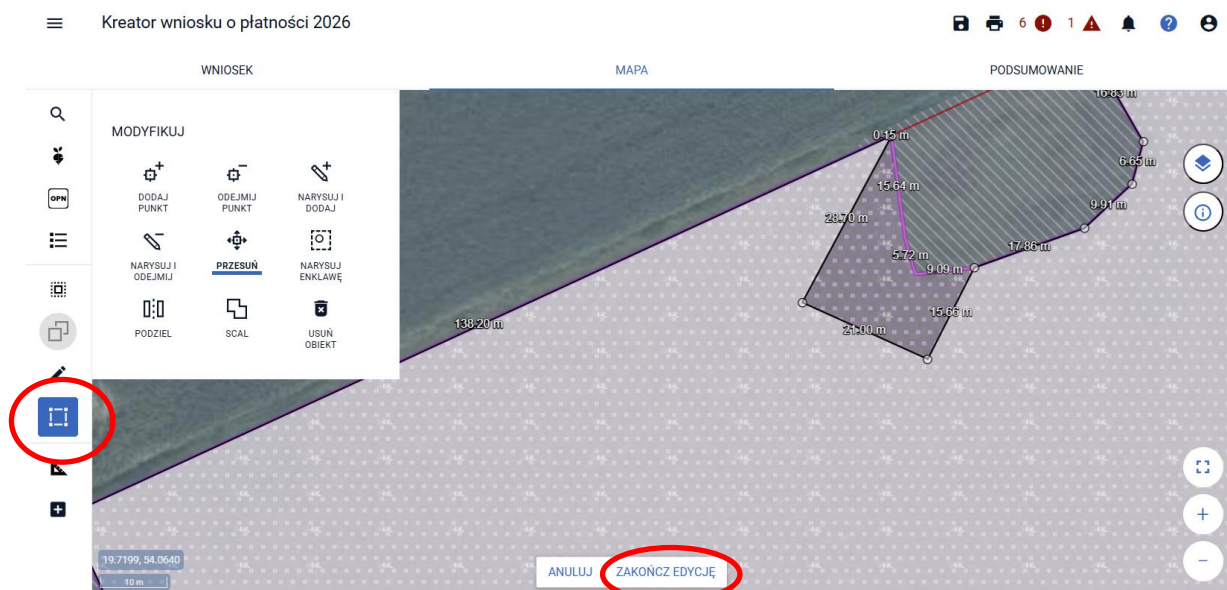 Kreator wniosku o płatności 2026
6
1
WNIOSEK
MAPA
PODSUMOWANIE
OPN
MODYFIKUJ
DODAJ
PUNKT
ODEJMIJ
PUNKT
NARYSUJ I
DODAJ
NARYSUJ I
ODEJMIJ
PRZESUŃ
NARYSUJ
ENKLAWĘ
PODZIEL
SCAL
USUŃ
OBIEKT
16.83 m
0.15 m
6.65 m
15.64 m
9.91 m
28.70 m
17.86 m
5.72 m
9.09 m
138.20 m
15.66 m
21.00 m
19.7199, 54.0640
10 m
ANULUJ
ZAKOŃCZ EDYCJĘ